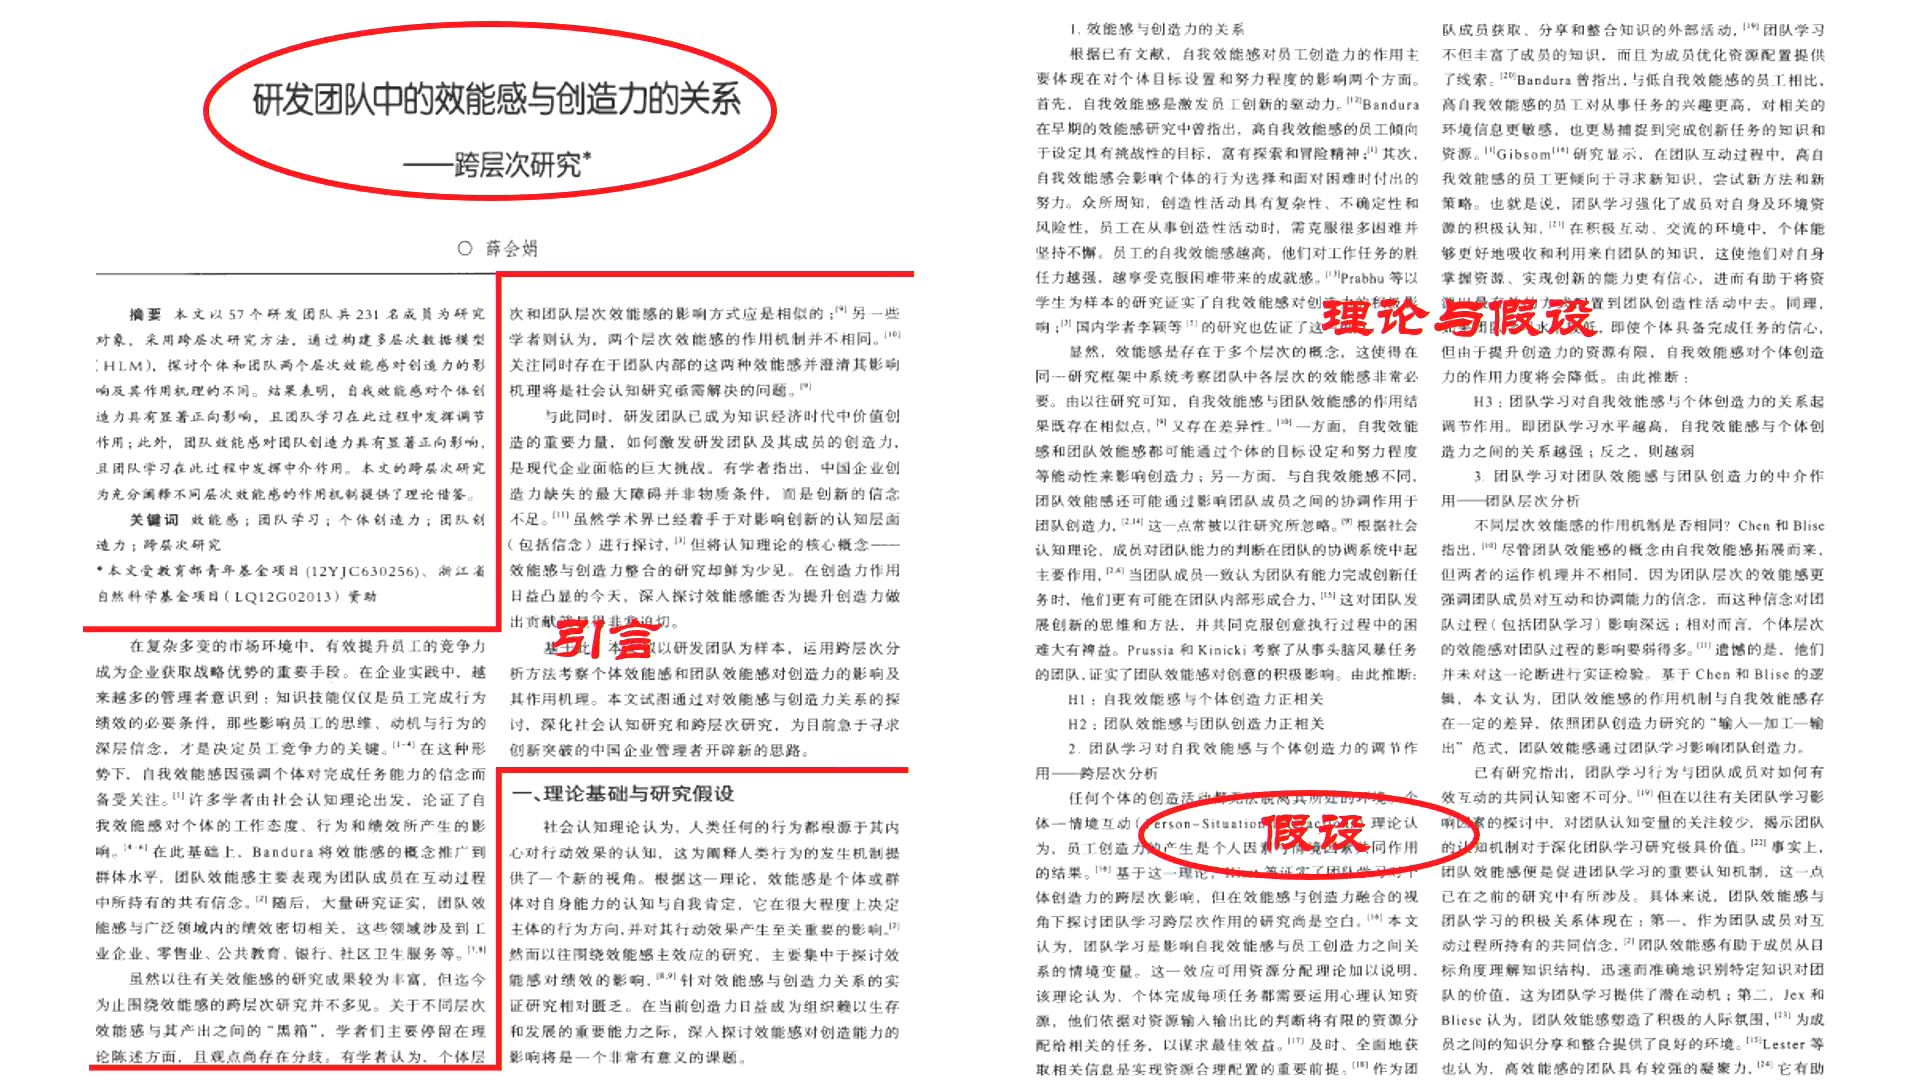 研发团队中的效能感与创造力的关系
——跨层次研究*
○ 薛会娟
摘要 本文以57个研发团队共231名成员为研究
对象，采用跨层次研究方法，通过构建多层次数据模型
(HLM)，探讨个体和团队两个层次效能感对创造力的影
响及其作用机理的不同。结果表明，自我效能感对个体创
造力具有显著正向影响，且团队学习在此过程中发挥调节
作用；此外，团队效能感对团队创造力具有显著正向影响，
且团队学习在此过程中发挥中介作用。本文的跨层次研究
为充分阐释不同层次效能感的作用机制提供了理论借鉴。
关键词 效能感；团队学习；个体创造力；团队创
造力；跨层次研究
*本文受教育部青年基金项目(12YJC630256)、浙江省
自然科学基金项目(LQ12G02013)资助
在复杂多变的市场环境中，有效提升员工的竞争力
成为企业获取战略优势的重要手段。在企业实践中，越
来越多的管理者意识到：知识技能仅仅是员工完成行为
绩效的必要条件，那些影响员工的思维、动机与行为的
深层信念，才是决定员工竞争力的关键。[1-4]在这种形
势下，自我效能感因强调个体对完成任务能力的信念而
备受关注。[1]许多学者由社会认知理论出发，论证了自
我效能感对个体的工作态度、行为和绩效所产生的影
响。[4-6]在此基础上，Bandura将效能感的概念推广到
群体水平，团队效能感主要表现为团队成员在互动过程
中所持有的共有信念。[2]随后，大量研究证实，团队效
能感与广泛领域内的绩效密切相关，这些领域涉及到工
业企业、零售业、公共教育、银行、社区卫生服务等。[7,8]
虽然以往有关效能感的研究成果较为丰富，但迄今
为止围绕效能感的跨层次研究并不多见。关于不同层次
效能感与其产出之间的“黑箱”，学者们主要停留在理
论陈述方面，且观点尚存在分歧。有学者认为，个体层
次和团队层次效能感的影响方式应是相似的；[9]另一些
学者则认为，两个层次效能感的作用机制并不相同。[10]
关注同时存在于团队内部的这两种效能感并澄清其影响
机理将是社会认知研究亟需解决的问题。[9]
与此同时，研发团队已成为知识经济时代中价值创
造的重要力量，如何激发研发团队及其成员的创造力，
是现代企业面临的巨大挑战。有学者指出，中国企业创
造力缺失的最大障碍并非物质条件，而是创新的信念
不足。[11]虽然学术界已经着手于对影响创新的认知层面
（包括信念）进行探讨，[3]但将认知理论的核心概念——
效能感与创造力整合的研究却鲜为少见。在创造力作用
日益凸显的今天，深入探讨效能感能否为提升创造力做
出贡献就显得非常迫切。
引言
基于此，本文拟以研发团队为样本，运用跨层次分
析方法考察个体效能感和团队效能感对创造力的影响及
其作用机理。本文试图通过对效能感与创造力关系的探
讨，深化社会认知研究和跨层次研究，为目前急于寻求
创新突破的中国企业管理者开辟新的思路。
一、理论基础与研究假设
社会认知理论认为，人类任何的行为都根源于其内
心对行动效果的认知，这为阐释人类行为的发生机制提
供了一个新的视角。根据这一理论，效能感是个体或群
体对自身能力的认知与自我肯定，它在很大程度上决定
主体的行为方向，并对其行动效果产生至关重要的影响。[2]
然而以往围绕效能感主效应的研究，主要集中于探讨效
能感对绩效的影响，[8,9]针对效能感与创造力关系的实
证研究相对匮乏。在当前创造力日益成为组织赖以生存
和发展的重要能力之际，深入探讨效能感对创造能力的
影响将是一个非常有意义的课题。
1. 效能感与创造力的关系
根据已有文献，自我效能感对员工创造力的作用主
要体现在对个体目标设置和努力程度的影响两个方面。
首先，自我效能感是激发员工创新的驱动力。[12]Bandura
在早期的效能感研究中曾指出，高自我效能感的员工倾向
于设定具有挑战性的目标，富有探索和冒险精神；[1]其次，
自我效能感会影响个体的行为选择和面对困难时付出的
努力。众所周知，创造性活动具有复杂性、不确定性和
风险性，员工在从事创造性活动时，需克服很多困难并
坚持不懈。员工的自我效能感越高，他们对工作任务的胜
任力越强，越享受克服困难带来的成就感。[13]Prabhu等以
学生为样本的研究证实了自我效能感对创造力的积极影
响；[3]国内学者李颖等[5]的研究也佐证了这
显然，效能感是存在于多个层次的概念，这使得在
同一研究框架中系统考察团队中各层次的效能感非常必
要。由以往研究可知，自我效能感与团队效能感的作用结
果既存在相似点，[9]又存在差异性。[10]一方面，自我效能
感和团队效能感都可能通过个体的目标设定和努力程度
等能动性来影响创造力；另一方面，与自我效能感不同，
团队效能感还可能通过影响团队成员之间的协调作用于
团队创造力，[2,14]这一点常被以往研究所忽略。[9]根据社会
认知理论，成员对团队能力的判断在团队的协调系统中起
主要作用，[2,6]当团队成员一致认为团队有能力完成创新任
务时，他们更有可能在团队内部形成合力，[15]这对团队发
展创新的思维和方法，并共同克服创意执行过程中的困
难大有裨益。Prussia和Kinicki考察了从事头脑风暴任务
的团队，证实了团队效能感对创意的积极影响。由此推断：
H1：自我效能感与个体创造力正相关
H2：团队效能感与团队创造力正相关
2. 团队学习对自我效能感与个体创造力的调节作
用——跨层次分析
任何个体的创造活动都无法脱离其所处的环境。个
体—情境互动（Person-Situation 理论认
为，员工创造力的产生是个人因素与情境因素共同作用
假设
的结果。[16]基于这一理论， 等证实了团队学习对个
体创造力的跨层次影响，但在效能感与创造力融合的视
角下探讨团队学习跨层次作用的研究尚是空白。[16]本文
认为，团队学习是影响自我效能感与员工创造力之间关
系的情境变量。这一效应可用资源分配理论加以说明，
该理论认为，个体完成每项任务都需要运用心理认知资
源，他们依据对资源输入输出比的判断将有限的资源分
配给相关的任务，以谋求最佳效益。[17]及时、全面地获
取相关信息是实现资源合理配置的重要前提。[18]作为团
队成员获取、分享和整合知识的外部活动，[19]团队学习
不但丰富了成员的知识，而且为成员优化资源配置提供
了线索。[20]Bandura曾指出，与低自我效能感的员工相比，
高自我效能感的员工对从事任务的兴趣更高，对相关的
环境信息更敏感，也更易捕捉到完成创新任务的知识和
资源。[1]Gibsom[14]研究显示，在团队互动过程中，高自
我效能感的员工更倾向于寻求新知识，尝试新方法和新
策略。也就是说，团队学习强化了成员对自身及环境资
源的积极认知，[21]在积极互动、交流的环境中，个体能
够更好地吸收和利用来自团队的知识，这使他们对自身
掌握资源、实现创新的能力更有信心，进而有助于将资
配置到团队创造性活动中去。同理，
理论与假设
低，即使个体具备完成任务的信心，
但由于提升创造力的资源有限，自我效能感对个体创造
力的作用力度将会降低。由此推断：
H3：团队学习对自我效能感与个体创造力的关系起
调节作用。即团队学习水平越高，自我效能感与个体创
造力之间的关系越强；反之，则越弱
3. 团队学习对团队效能感与团队创造力的中介作
用——团队层次分析
不同层次效能感的作用机制是否相同？Chen和Blise
指出，[10]尽管团队效能感的概念由自我效能感拓展而来，
但两者的运作机理并不相同，因为团队层次的效能感更
强调团队成员对互动和协调能力的信念，而这种信念对团
队过程（包括团队学习）影响深远；相对而言，个体层次
的效能感对团队过程的影响要弱得多。[11]遗憾的是，他们
并未对这一论断进行实证检验。基于Chen和Blise的逻
辑，本文认为，团队效能感的作用机制与自我效能感存
在一定的差异，依照团队创造力研究的“输入—加工—输
出”范式，团队效能感通过团队学习影响团队创造力。
已有研究指出，团队学习行为与团队成员对如何有
效互动的共同认知密不可分。[19]但在以往有关团队学习影
响因素的探讨中，对团队认知变量的关注较少，揭示团队
的认知机制对于深化团队学习研究极具价值。[22]事实上，
团队效能感便是促进团队学习的重要认知机制，这一点
已在之前的研究中有所涉及。具体来说，团队效能感与
团队学习的积极关系体现在：第一，作为团队成员对互
动过程所持有的共同信念，[2]团队效能感有助于成员从目
标角度理解知识结构，迅速而准确地识别特定知识对团
队的价值，这为团队学习提供了潜在动机；第二，Jex和
Bliese认为，团队效能感塑造了积极的人际氛围，[23]为成
员之间的知识分享和整合提供了良好的环境。[15]Lester等
也认为，高效能感的团队具有较强的凝聚力，[24]它有助